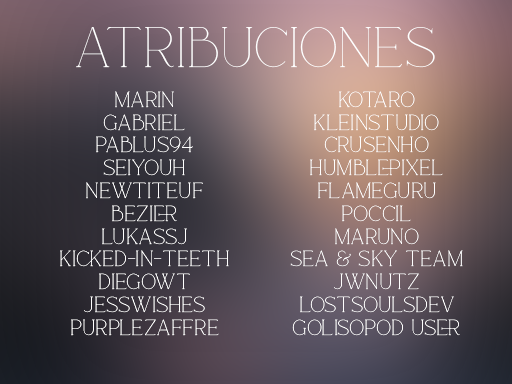 ATRIBUCIONES
MARIN
GABRIEL
PABLUS94
SEIYOUH
NEWTITEUF
BEZIER
LUKASSJ
KICKED-IN-TEETH
DIEGOWT
JESSWISHES
PURPLEZAFFRE
KOTARO
KLEINSTUDIO
CRUSENHO
HUMBLEPIXEL
FLAMEGURU
POCCIL
MARUNO
SEA & SKY TEAM
JWNUTZ
LOSTSOULSDEV
GOLISOPOD USER